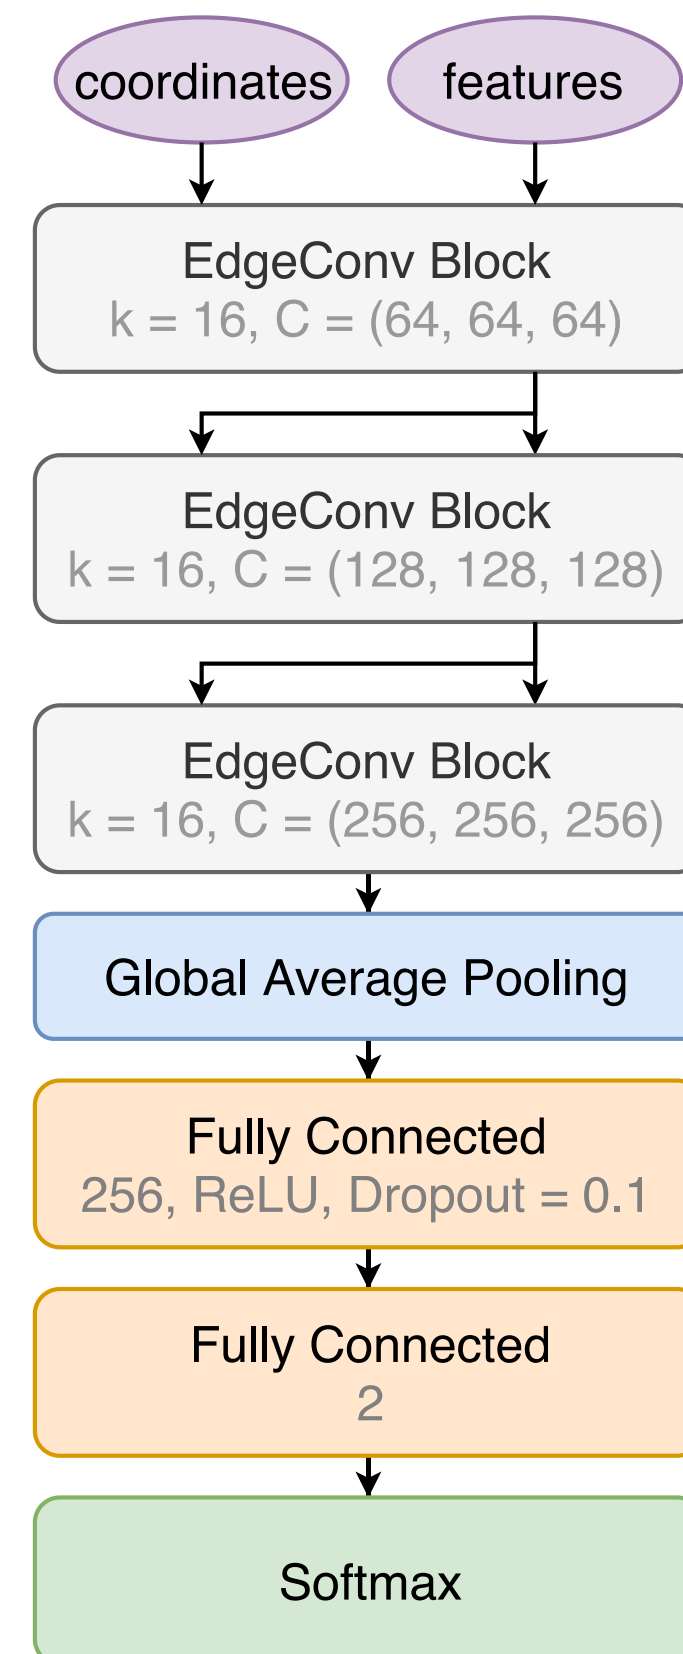 coordinates features
EdgeConv Block
k = 16, C = (64, 64, 64)
EdgeConv Block
k = 16, C = (128, 128, 128)
EdgeConv Block
k = 16, C = (256, 256, 256)
Global Average Pooling
Fully Connected
256, ReLU, Dropout = 0.1
Fully Connected
2
Softmax